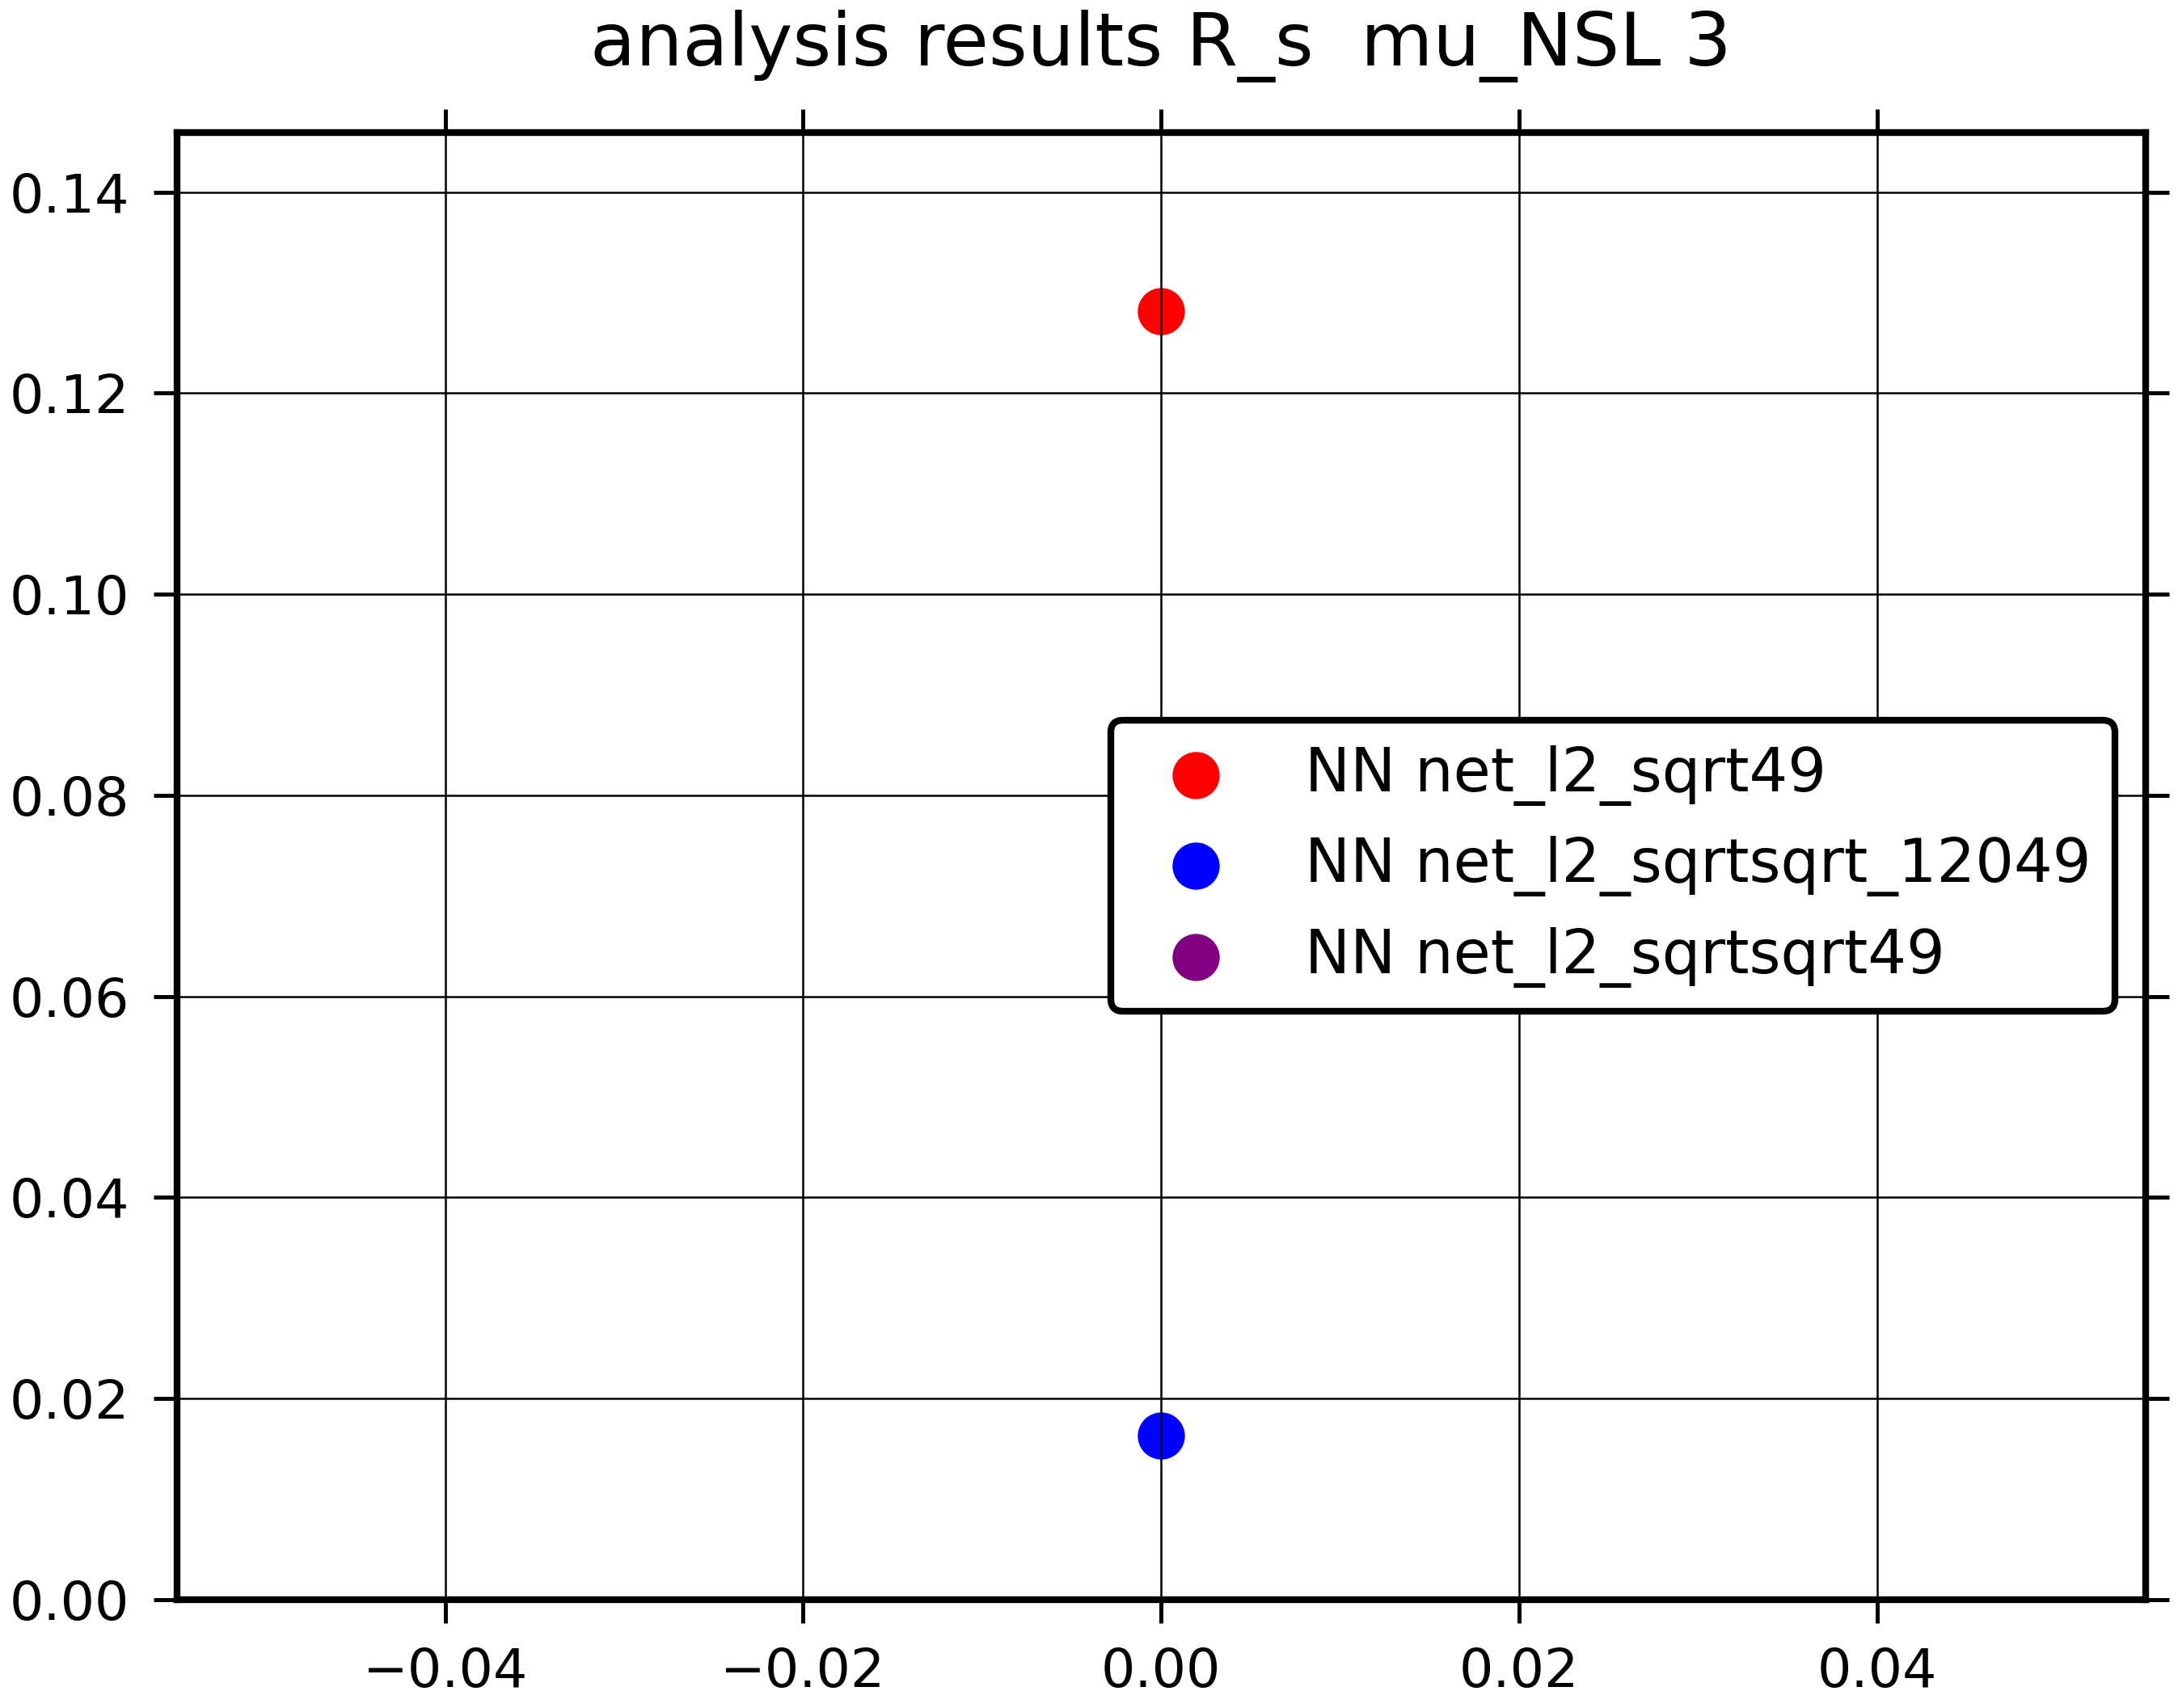 analysis results R_s  mu_NSL 3
0.14
0.12
0.10
0.08
0.06
0.04
0.02
0.00
NN net_l2_sqrt49
NN net_l2_sqrtsqrt_12049
NN net_l2_sqrtsqrt49
−0.04 −0.02 0.00 0.02 0.04